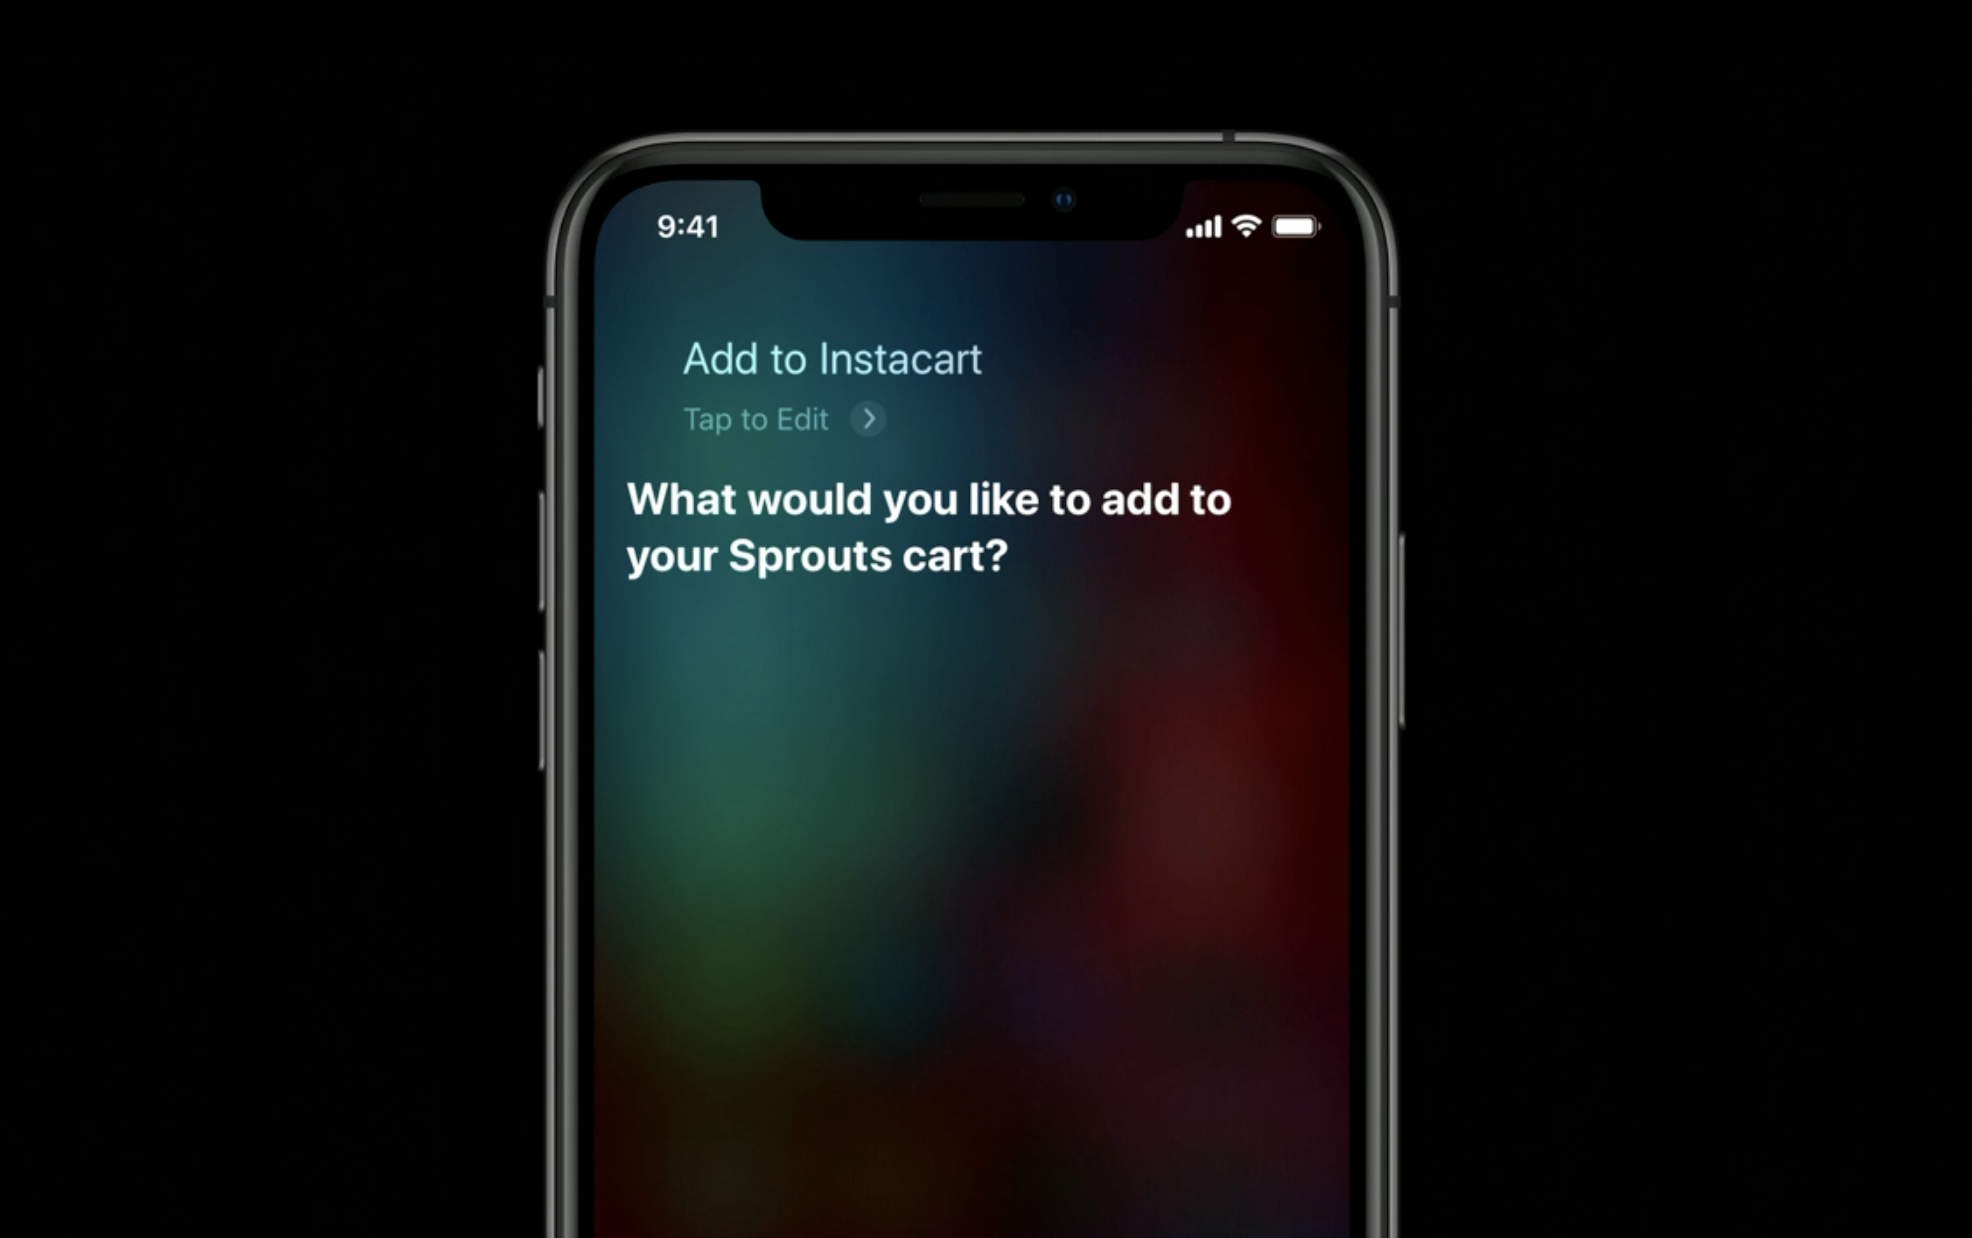 9:41
Add to Instacart
Tap to Edit
What would you like to add to
your Sprouts cart?